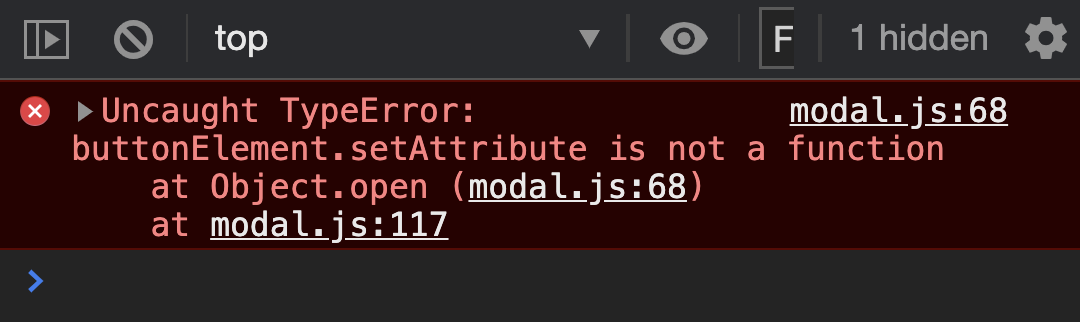 top ▼ F 1 hidden
Uncaught TypeError: modal.js:68
buttonElement.setAttribute is not a function
at Object.open (modal.js:68)
at modal.js:117